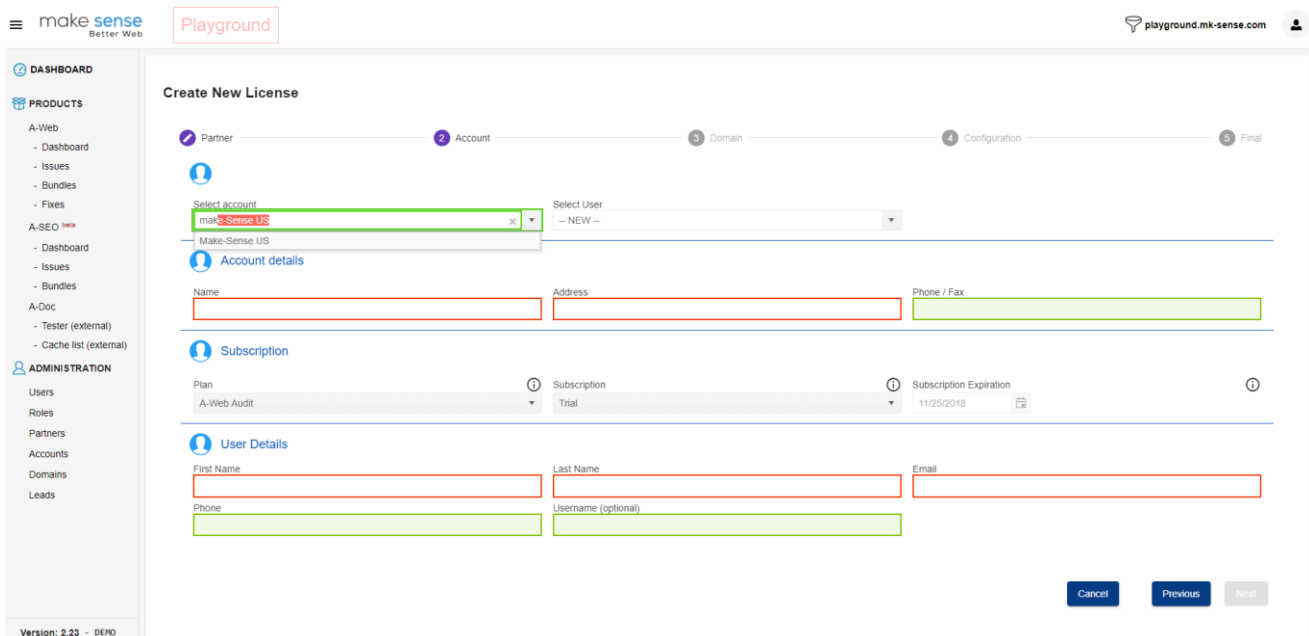 make sense
Better Web
Playground
playground.mk-sense.com
DASHBOARD
PRODUCTS
A-Web
- Dashboard
- Issues
- Bundles
- Fixes
A-SEO beta
- Dashboard
- Issues
- Bundles
A-Doc
- Tester (external)
- Cache list (external)
ADMINISTRATION
Users
Roles
Partners
Accounts
Domains
Leads
Version: 2.23 - DEMO
Create New License
Partner
2 Account
3 Domain
4 Configuration
5 Final
Select account
make-Sense US
Make-Sense US
Select User
-- NEW --
Account details
Name
Address
Phone / Fax
Subscription
Plan
A-Web Audit
Subscription
Trial
Subscription Expiration
11/25/2018
User Details
First Name
Last Name
Email
Phone
Username (optional)
Cancel
Previous
Next